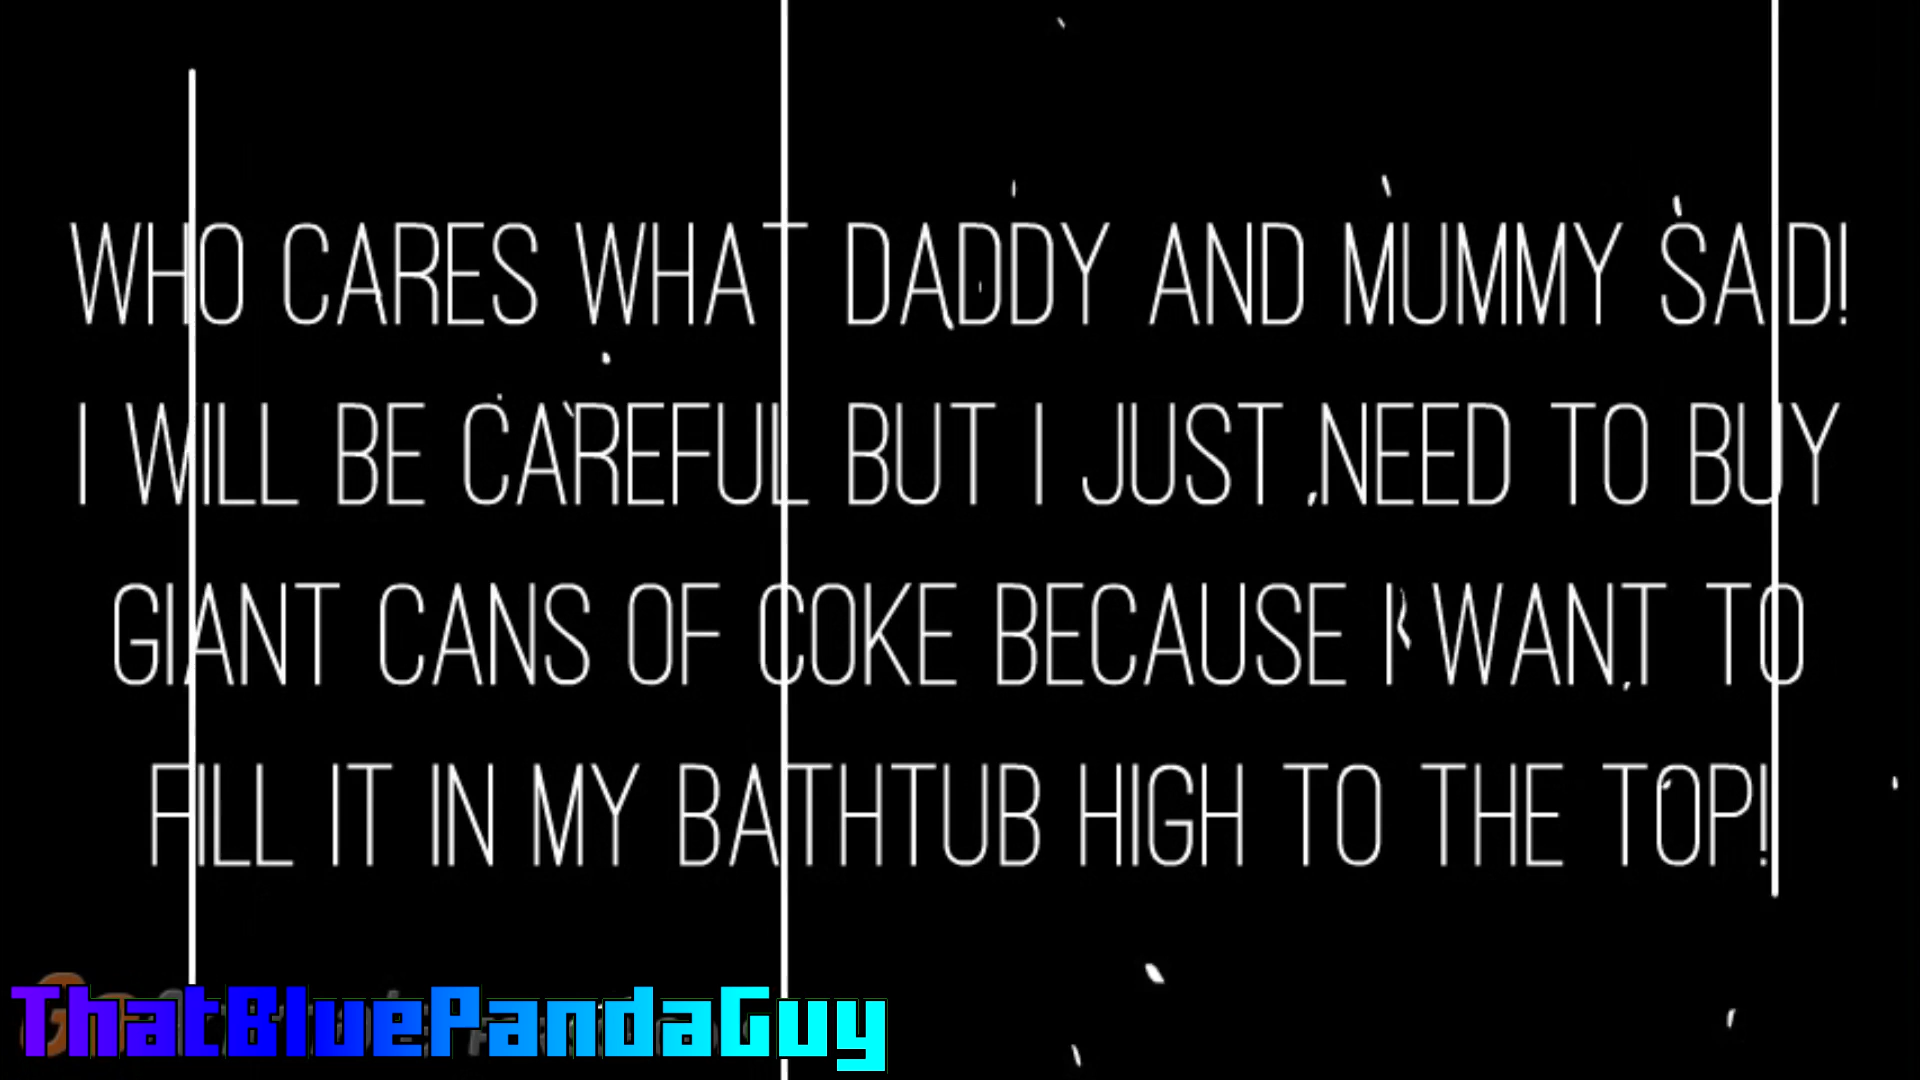 WHO CARES WHAT DADDY AND MUMMY SAD!
I WILL BE CAREFUL BUT I JUST NEED TO BUY
GIANT CANS OF COKE BECAUSE I WANT TO
FILL IT IN MY BATHTUB HIGH TO THE TOP!
ThatBluePandaGuy